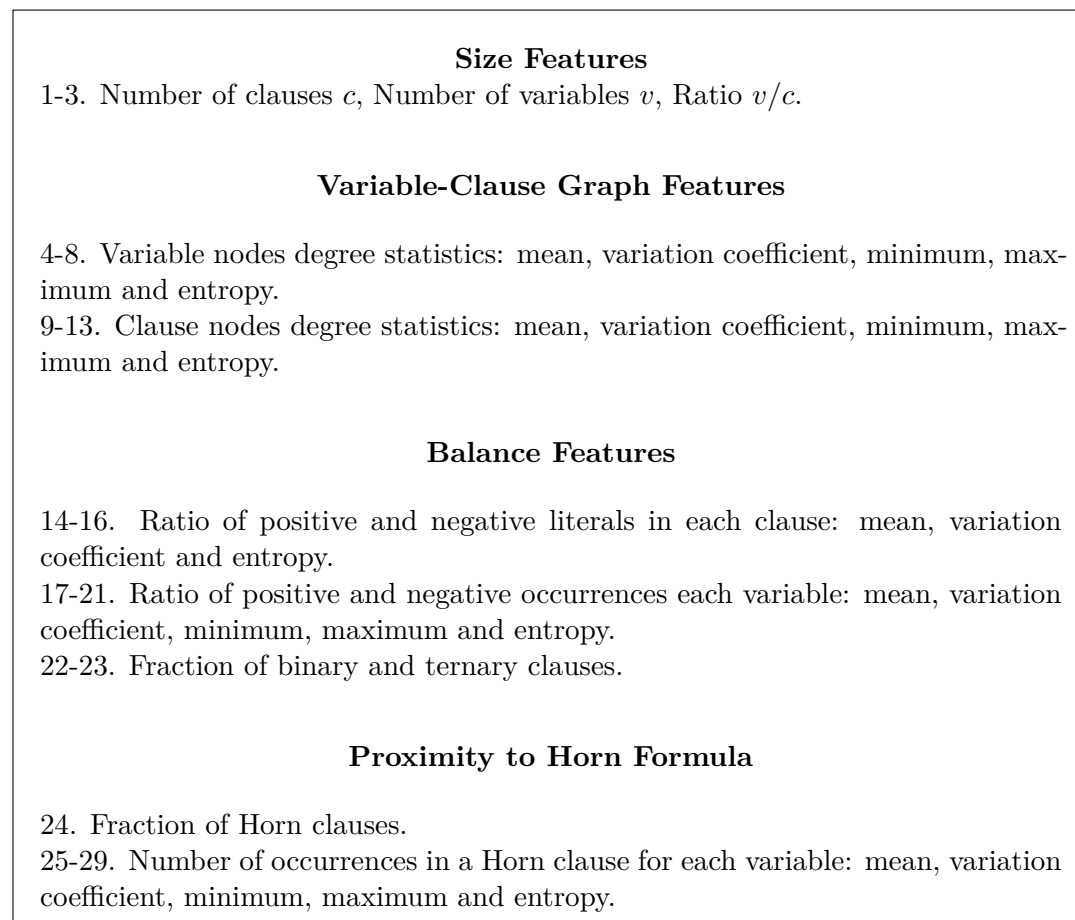 Size Features
1-3. Number of clauses c, Number of variables v, Ratio v/c.
Variable-Clause Graph Features
4-8. Variable nodes degree statistics: mean, variation coefficient, minimum, max-
imum and entropy.
9-13. Clause nodes degree statistics: mean, variation coefficient, minimum, max-
imum and entropy.
Balance Features
14-16. Ratio of positive and negative literals in each clause: mean, variation
coefficient and entropy.
17-21. Ratio of positive and negative occurrences each variable: mean, variation
coefficient, minimum, maximum and entropy.
22-23. Fraction of binary and ternary clauses.
Proximity to Horn Formula
24. Fraction of Horn clauses.
25-29. Number of occurrences in a Horn clause for each variable: mean, variation
coefficient, minimum, maximum and entropy.